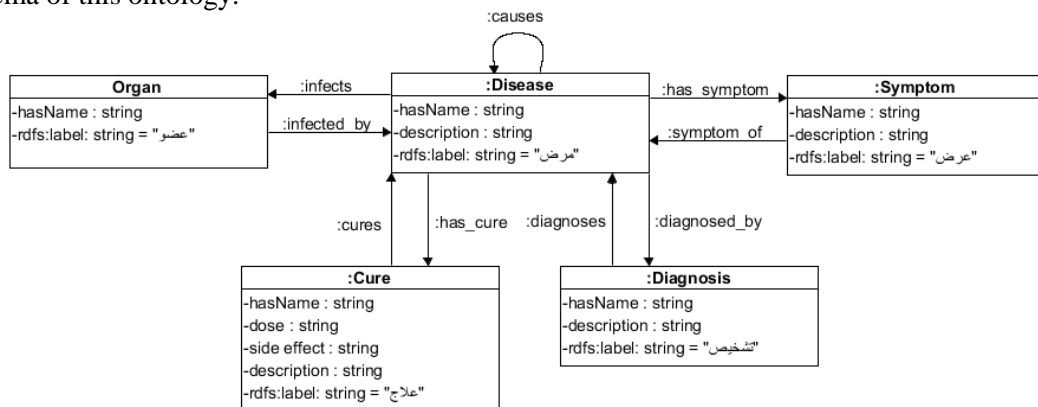 ema of this ontology.
:causes
Organ
-hasName : string
-rdfs:label: string = "عضو"
:infects
:infected_by
:Disease
-hasName : string
-description : string
-rdfs:label: string = "مرض"
:has_symptom
:symptom_of
:Symptom
-hasName : string
-description : string
-rdfs:label: string = "عرض"
:cures
:has_cure
:diagnoses
:diagnosed_by
:Cure
-hasName : string
-dose : string
-side effect : string
-description : string
-rdfs:label: string = "علاج"
:Diagnosis
-hasName : string
-description : string
-rdfs:label: string = "تشخيص"